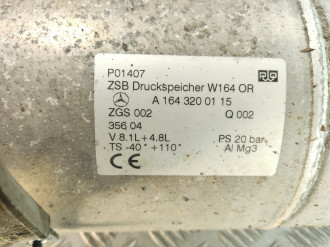 P01407
ZSB Druckspeicher W164 OR
A 164 320 01 15
ZGS 002 Q 002
356 04
V 8.1L+4.8L PS 20 bar
TS -40° +110° Al Mg3
CE